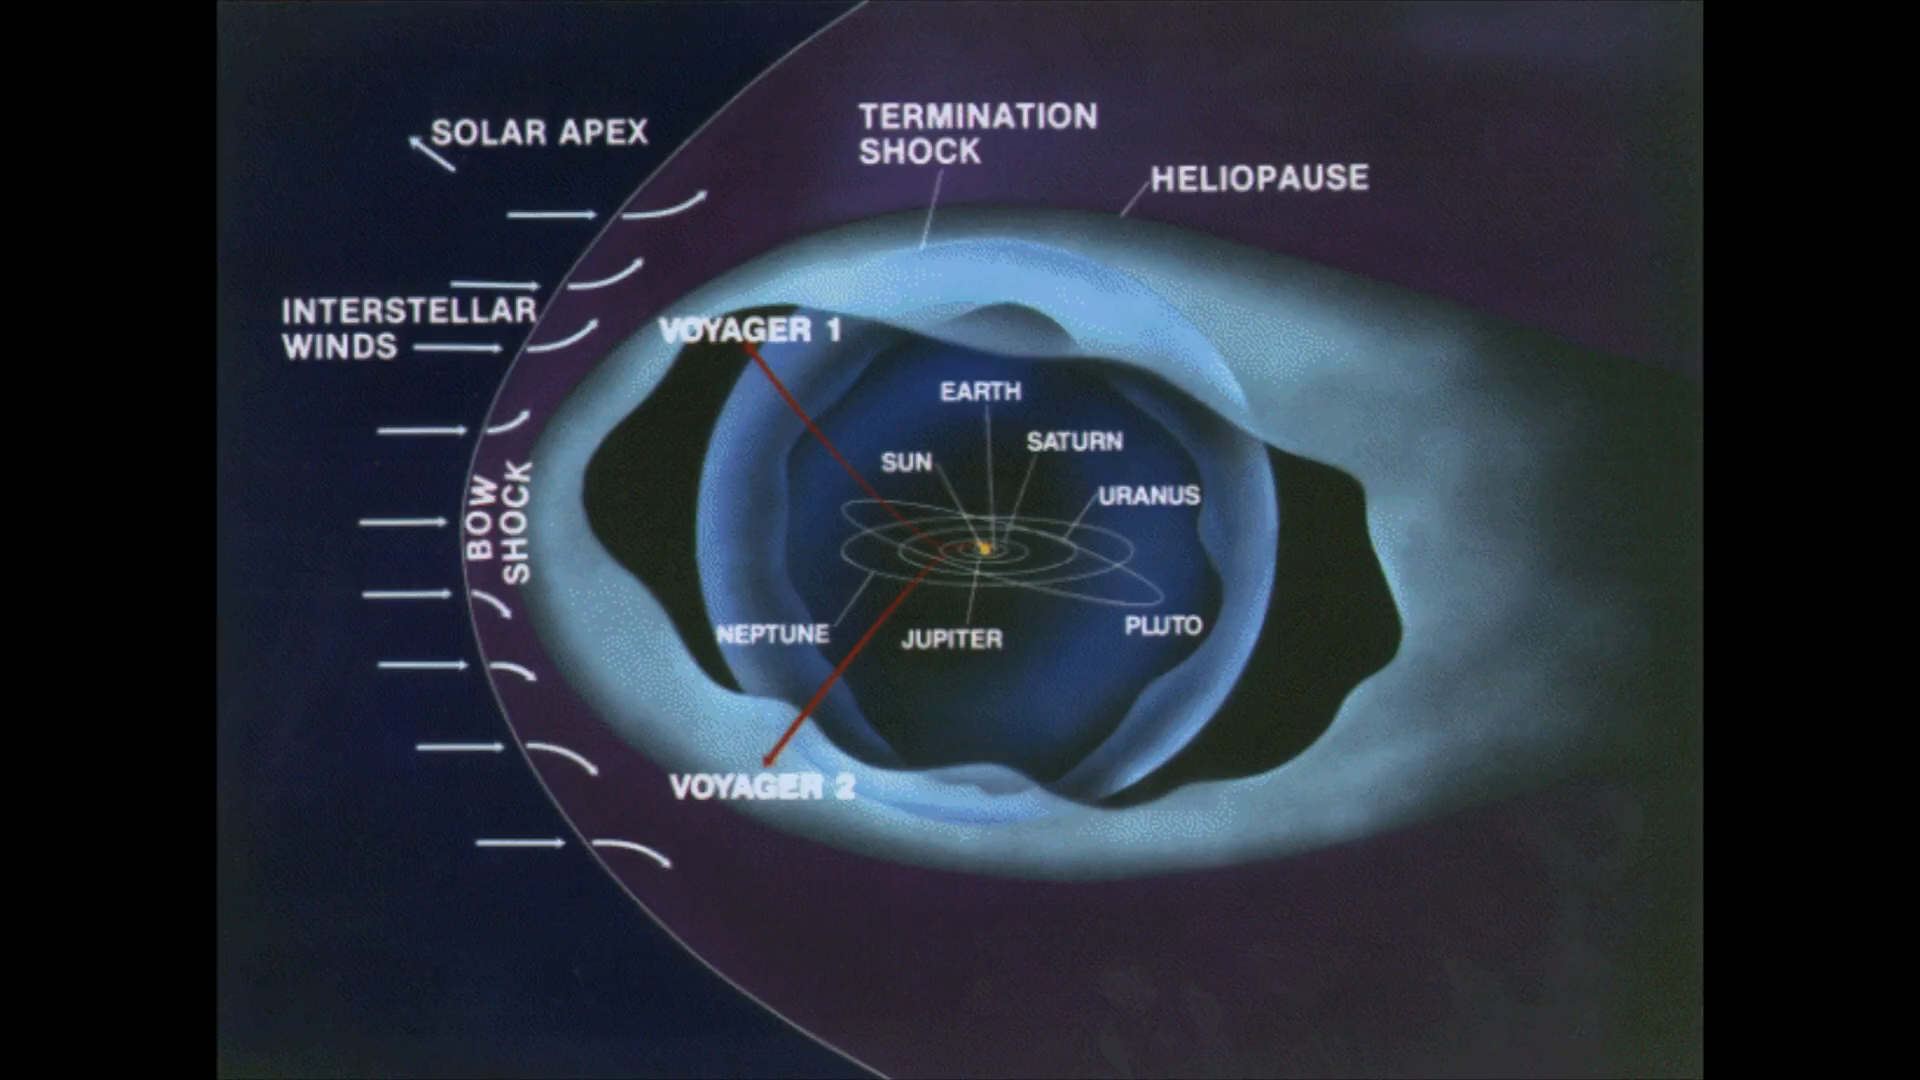 TERMINATION
SHOCK
SOLAR APEX
HELIOPAUSE
INTERSTELLAR
WINDS
VOYAGER 1
EARTH
SATURN
SUN
URANUS
BOW
SHOCK
NEPTUNE
JUPITER
PLUTO
VOYAGER 2